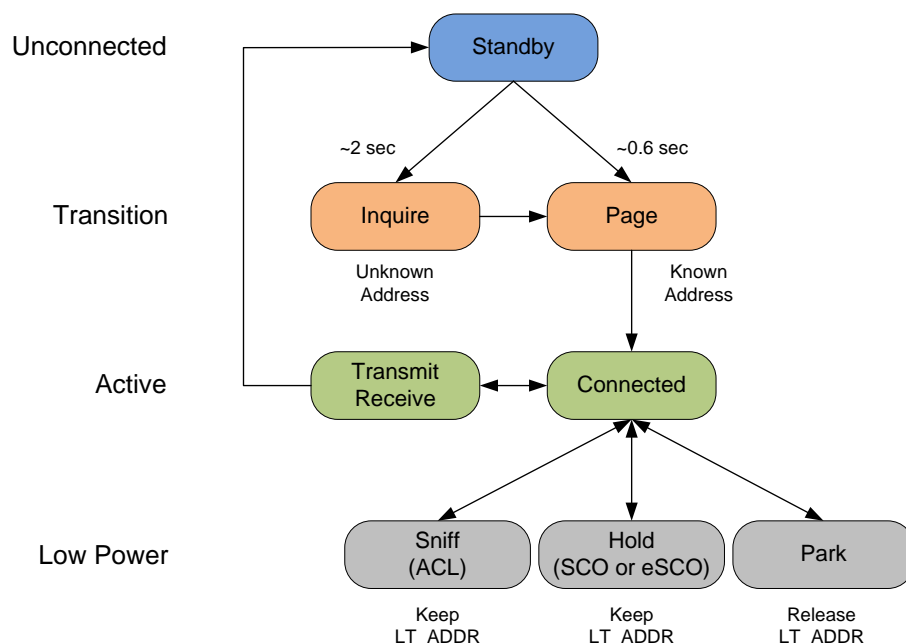 Unconnected
Standby
~2 sec
~0.6 sec
Transition
Inquire
Page
Unknown
Address
Known
Address
Active
Transmit
Receive
Connected
Low Power
Sniff
(ACL)
Hold
(SCO or eSCO)
Park
Keep
LT_ADDR
Keep
LT_ADDR
Release
LT_ADDR